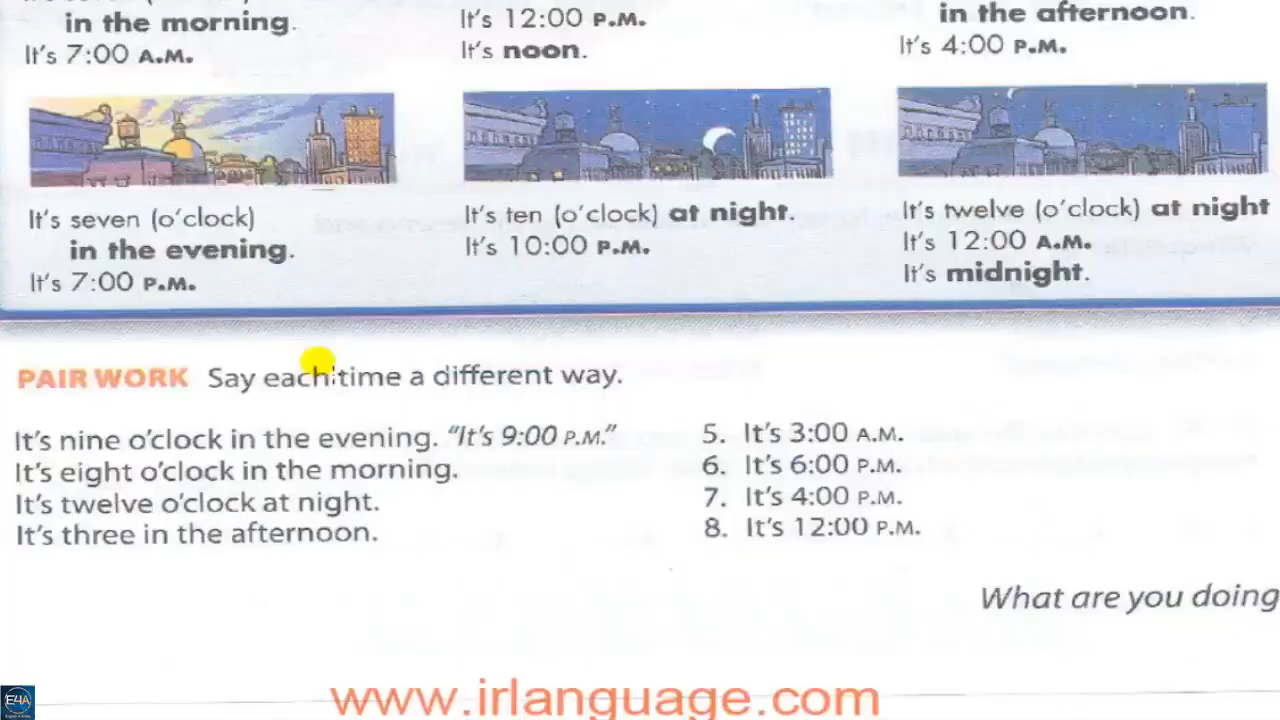 in the morning.
It's 7:00 A.M.
It's 12:00 P.M.
It's noon.
in the afternoon.
It's 4:00 P.M.
It's seven (o'clock)
in the evening.
It's 7:00 P.M.
It's ten (o'clock) at night.
It's 10:00 P.M.
It's twelve (o'clock) at night
It's 12:00 A.M.
It's midnight.
PAIR WORK Say each time a different way.
It's nine o'clock in the evening. "It's 9:00 P.M."
It's eight o'clock in the morning.
It's twelve o'clock at night.
It's three in the afternoon.
5. It's 3:00 A.M.
6. It's 6:00 P.M.
7. It's 4:00 P.M.
8. It's 12:00 P.M.
What are you doing
www.irlanguage.com
E4A